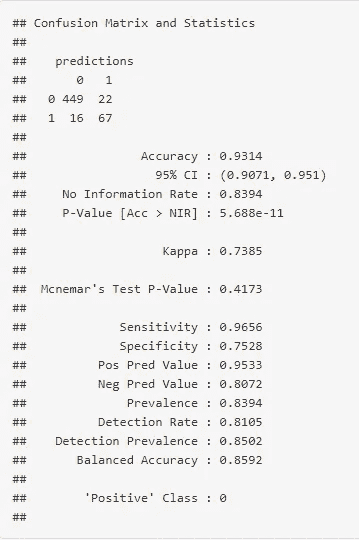 ## Confusion Matrix and Statistics
##
##    predictions
##       0   1
##   0 449  22
##   1  16  67
##
##                Accuracy : 0.9314
##                  95% CI : (0.9071, 0.951)
##     No Information Rate : 0.8394
##     P-Value [Acc > NIR] : 5.688e-11
##
##                   Kappa : 0.7385
##
##  Mcnemar's Test P-Value : 0.4173
##
##             Sensitivity : 0.9656
##             Specificity : 0.7528
##          Pos Pred Value : 0.9533
##          Neg Pred Value : 0.8072
##              Prevalence : 0.8394
##          Detection Rate : 0.8105
##    Detection Prevalence : 0.8502
##       Balanced Accuracy : 0.8592
##
##        'Positive' Class : 0
##